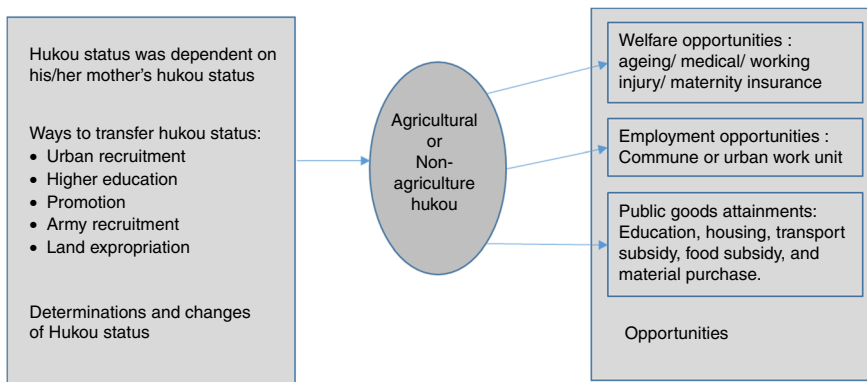 Hukou status was dependent on
his/her mother's hukou status
Ways to transfer hukou status:
• Urban recruitment
• Higher education
• Promotion
• Army recruitment
• Land expropriation
Determinations and changes
of Hukou status
Agricultural
or
Non-
agriculture
hukou
Welfare opportunities :
ageing/ medical/ working
injury/ maternity insurance
Employment opportunities :
Commune or urban work unit
Public goods attainments:
Education, housing, transport
subsidy, food subsidy, and
material purchase.
Opportunities